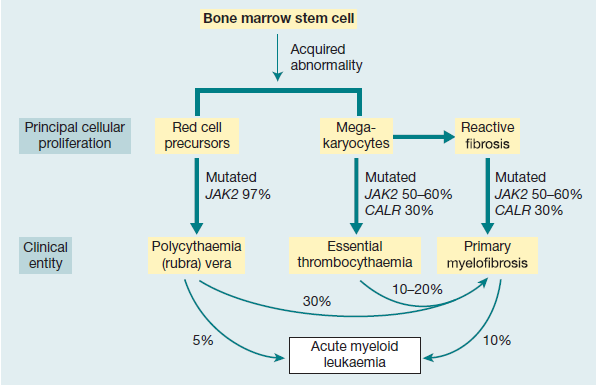 Bone marrow stem cell
Acquired
abnormality
Principal cellular
proliferation
Red cell
precursors
Mega-
karyocytes
Reactive
fibrosis
Mutated
JAK2 97%
Mutated
JAK2 50–60%
CALR 30%
Mutated
JAK2 50–60%
CALR 30%
Clinical
entity
Polycythaemia
(rubra) vera
Essential
thrombocythaemia
Primary
myelofibrosis
10–20%
30%
5%
10%
Acute myeloid
leukaemia